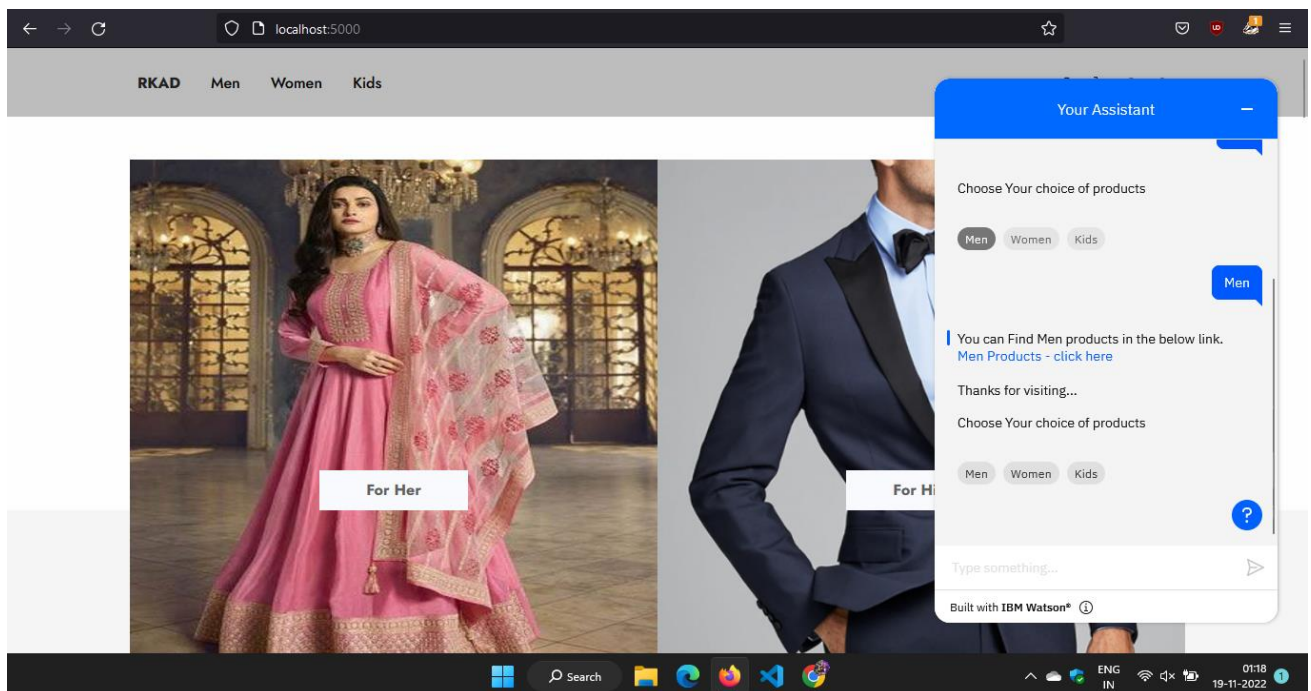 localhost:5000
RKAD Men Women Kids
Your Assistant
Choose Your choice of products
Men Women Kids
Men
You can Find Men products in the below link.
Men Products - click here
Thanks for visiting...
Choose Your choice of products
Men Women Kids
?
Type something...
Built with IBM Watson®
For Her
For Hi
Search
ENG
IN
01:18
19-11-2022
1